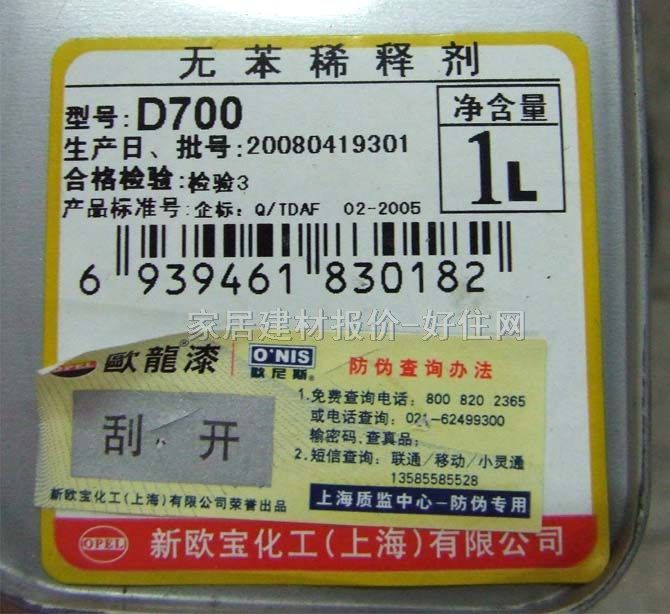 无苯稀释剂
型号:D700
生产日、批号:20080419301
合格检验:检验3
产品标准号:企标:Q/TDAF 02-2005
净含量
1L
6 939461 830182
家居建材报价-好住网
歐龍漆®
O'NIS
欧尼斯®
防伪查询办法
刮开
1.免费查询电话: 800 820 2365
或电话查询: 021-62499300
输密码、查真品;
2.短信查询: 联通/移动/小灵通
13585585528
新欧宝化工(上海)有限公司荣誉出品
上海质监中心-防伪专用
OPEL
新欧宝化工(上海)有限公司